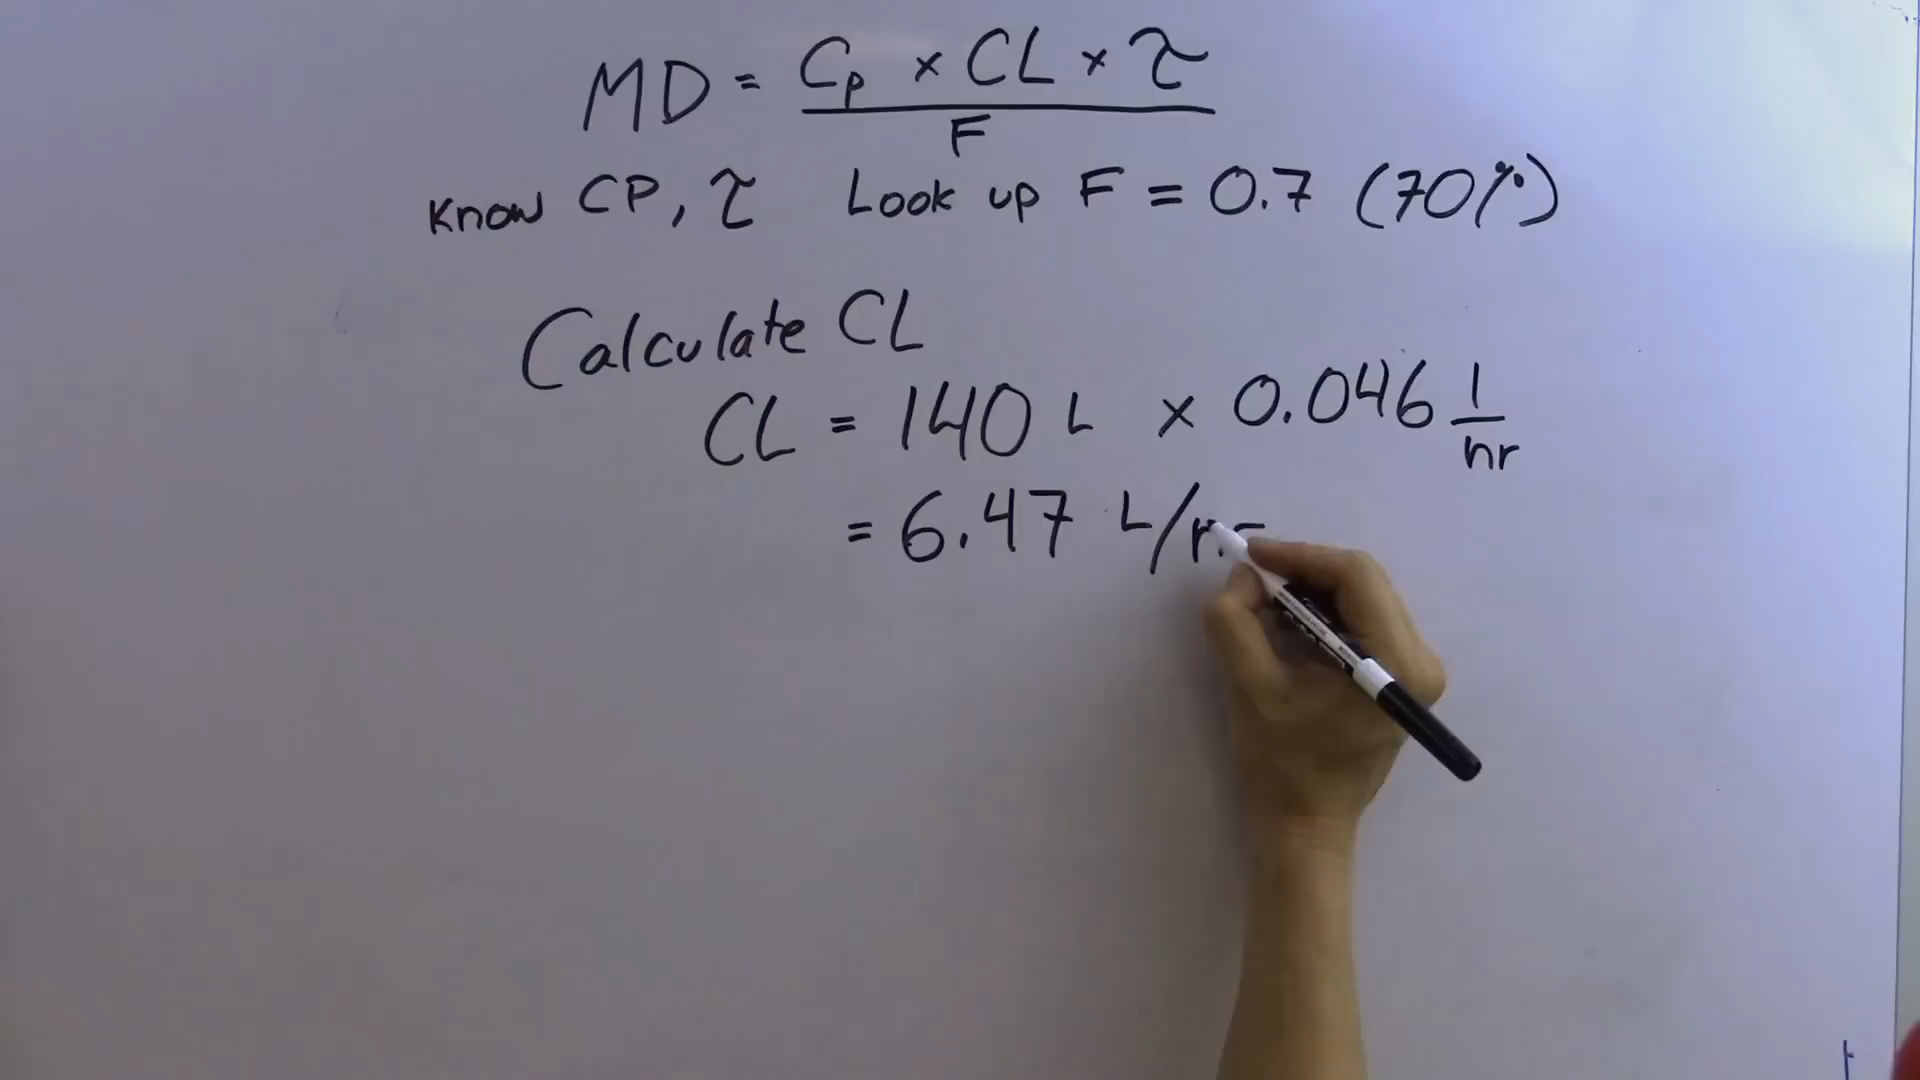 MD = Cp × CL × τ
F
Know CP, τ Look up F = 0.7 (70%)
Calculate CL
CL = 140 L × 0.046 1/hr
= 6.47 L/hr